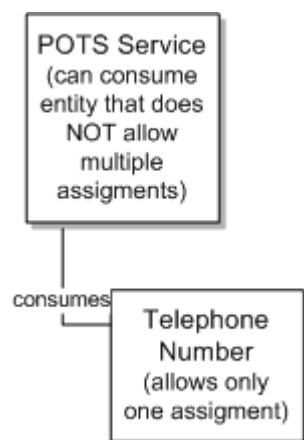 POTS Service
(can consume
entity that does
NOT allow
multiple
assigments)
consumes
Telephone
Number
(allows only
one assigment)